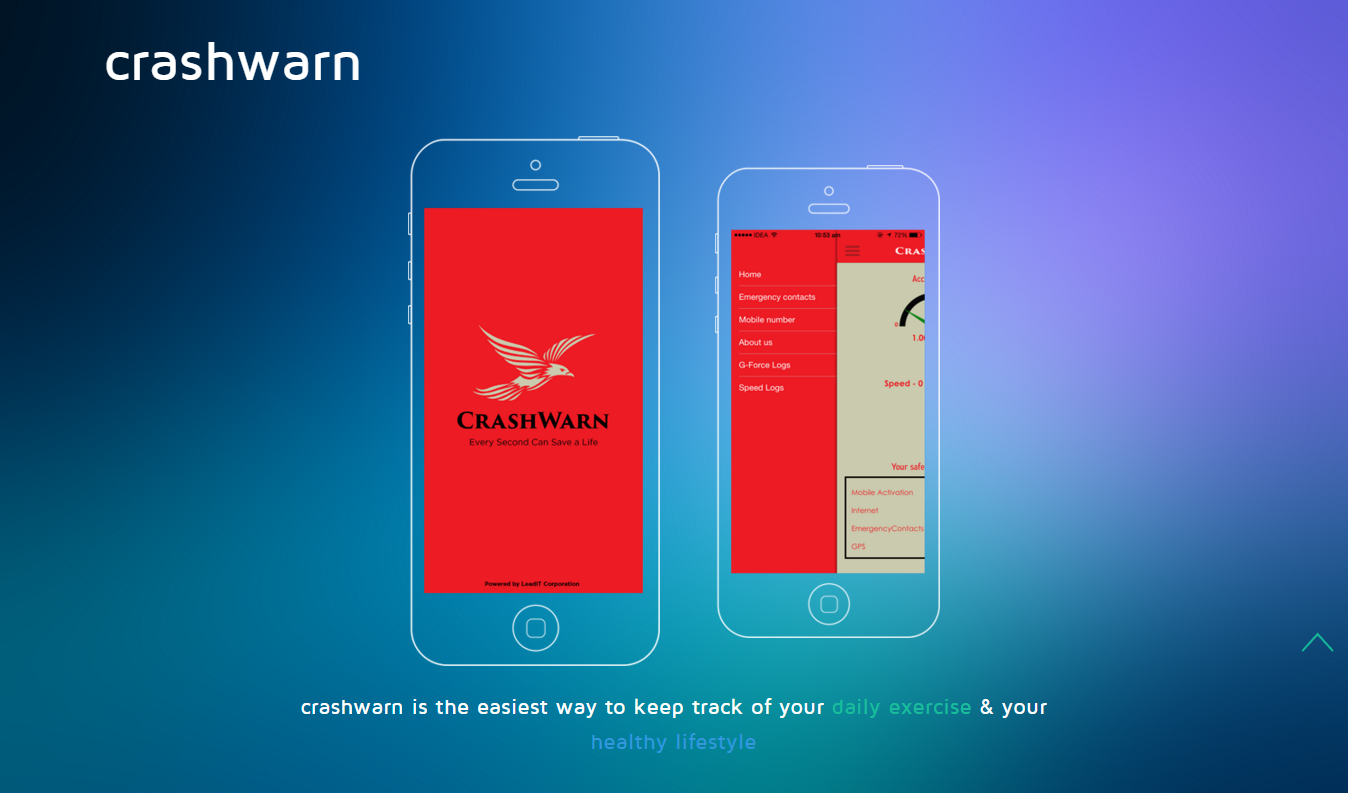 crashwarn
CRASHWARN
Every Second Can Save a Life
Powered by LeadIT Corporation
IDEA 10:53 am 72%
Home
Emergency contacts
Mobile number
About us
G-Force Logs
Speed Logs
CRAS
Acc
0
1.0
Speed - 0
Your safe
Mobile Activation
Internet
EmergencyContacts
GPS
crashwarn is the easiest way to keep track of your daily exercise & your
healthy lifestyle